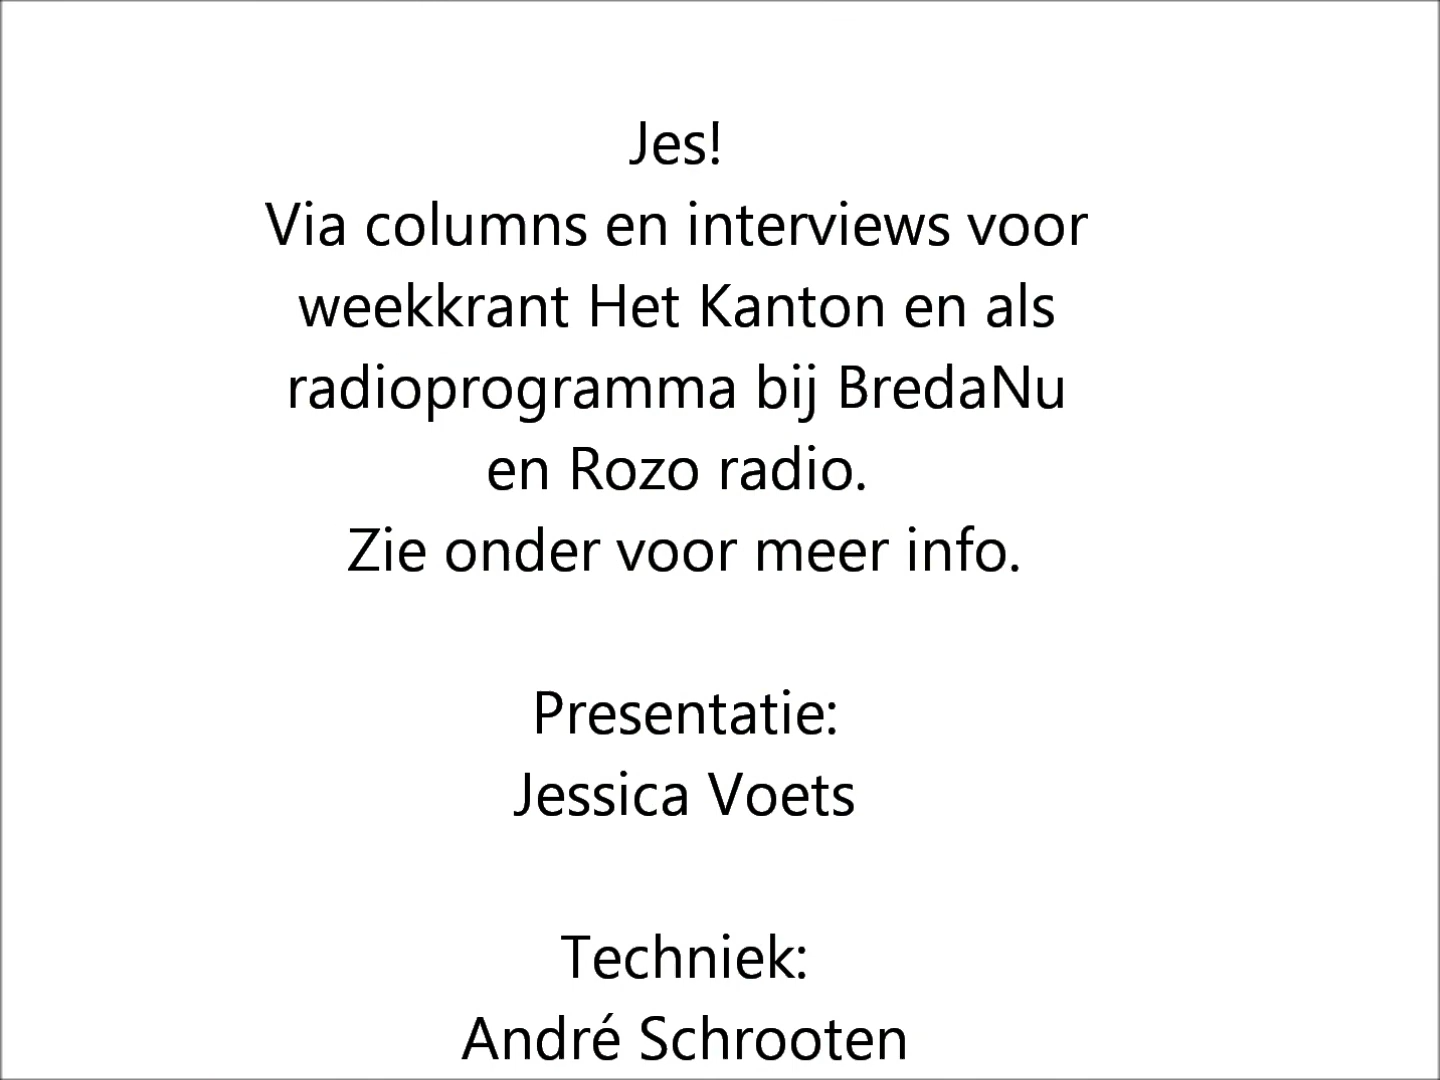 Jes!
Via columns en interviews voor
weekkrant Het Kanton en als
radioprogramma bij BredaNu
en Rozo radio.
Zie onder voor meer info.
Presentatie:
Jessica Voets
Techniek:
André Schrooten